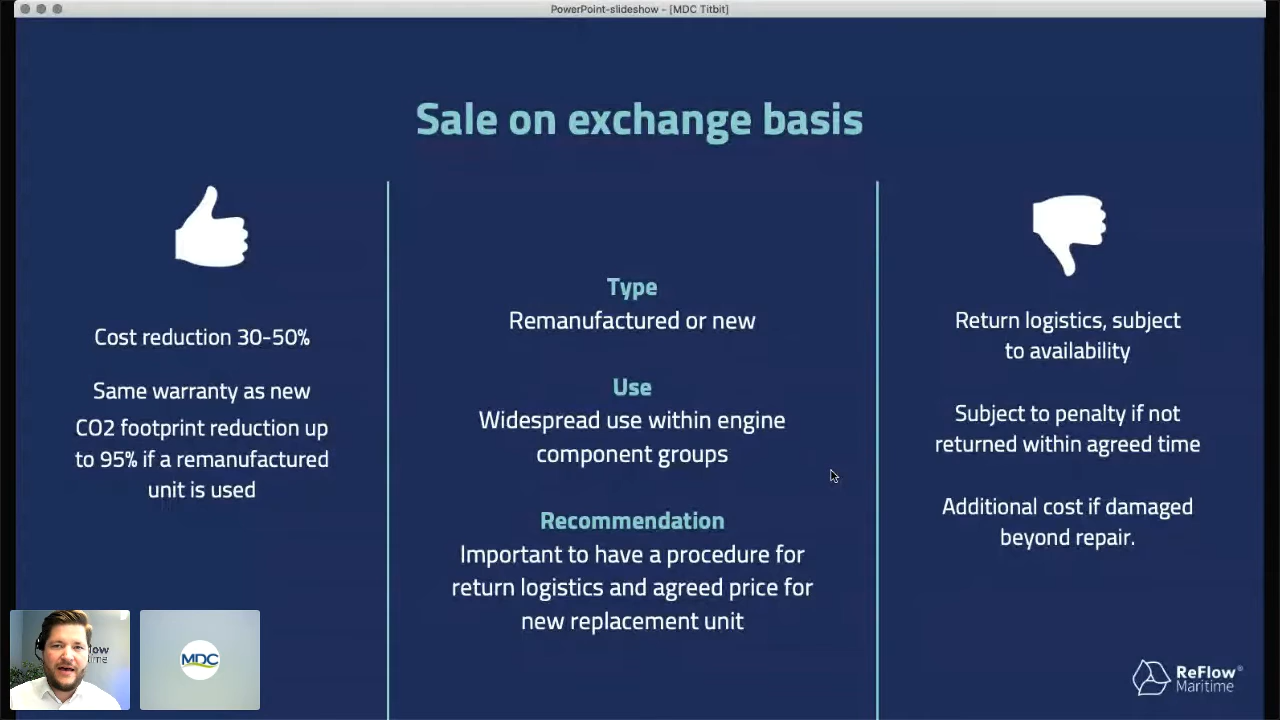 PowerPoint-slideshow - [MDC Titbit]
Sale on exchange basis
Cost reduction 30-50%
Same warranty as new
CO2 footprint reduction up
to 95% if a remanufactured
unit is used
Type
Remanufactured or new
Use
Widespread use within engine
component groups
Recommendation
Important to have a procedure for
return logistics and agreed price for
new replacement unit
Return logistics, subject
to availability
Subject to penalty if not
returned within agreed time
Additional cost if damaged
beyond repair.
MDC
ReFlow®
Maritime